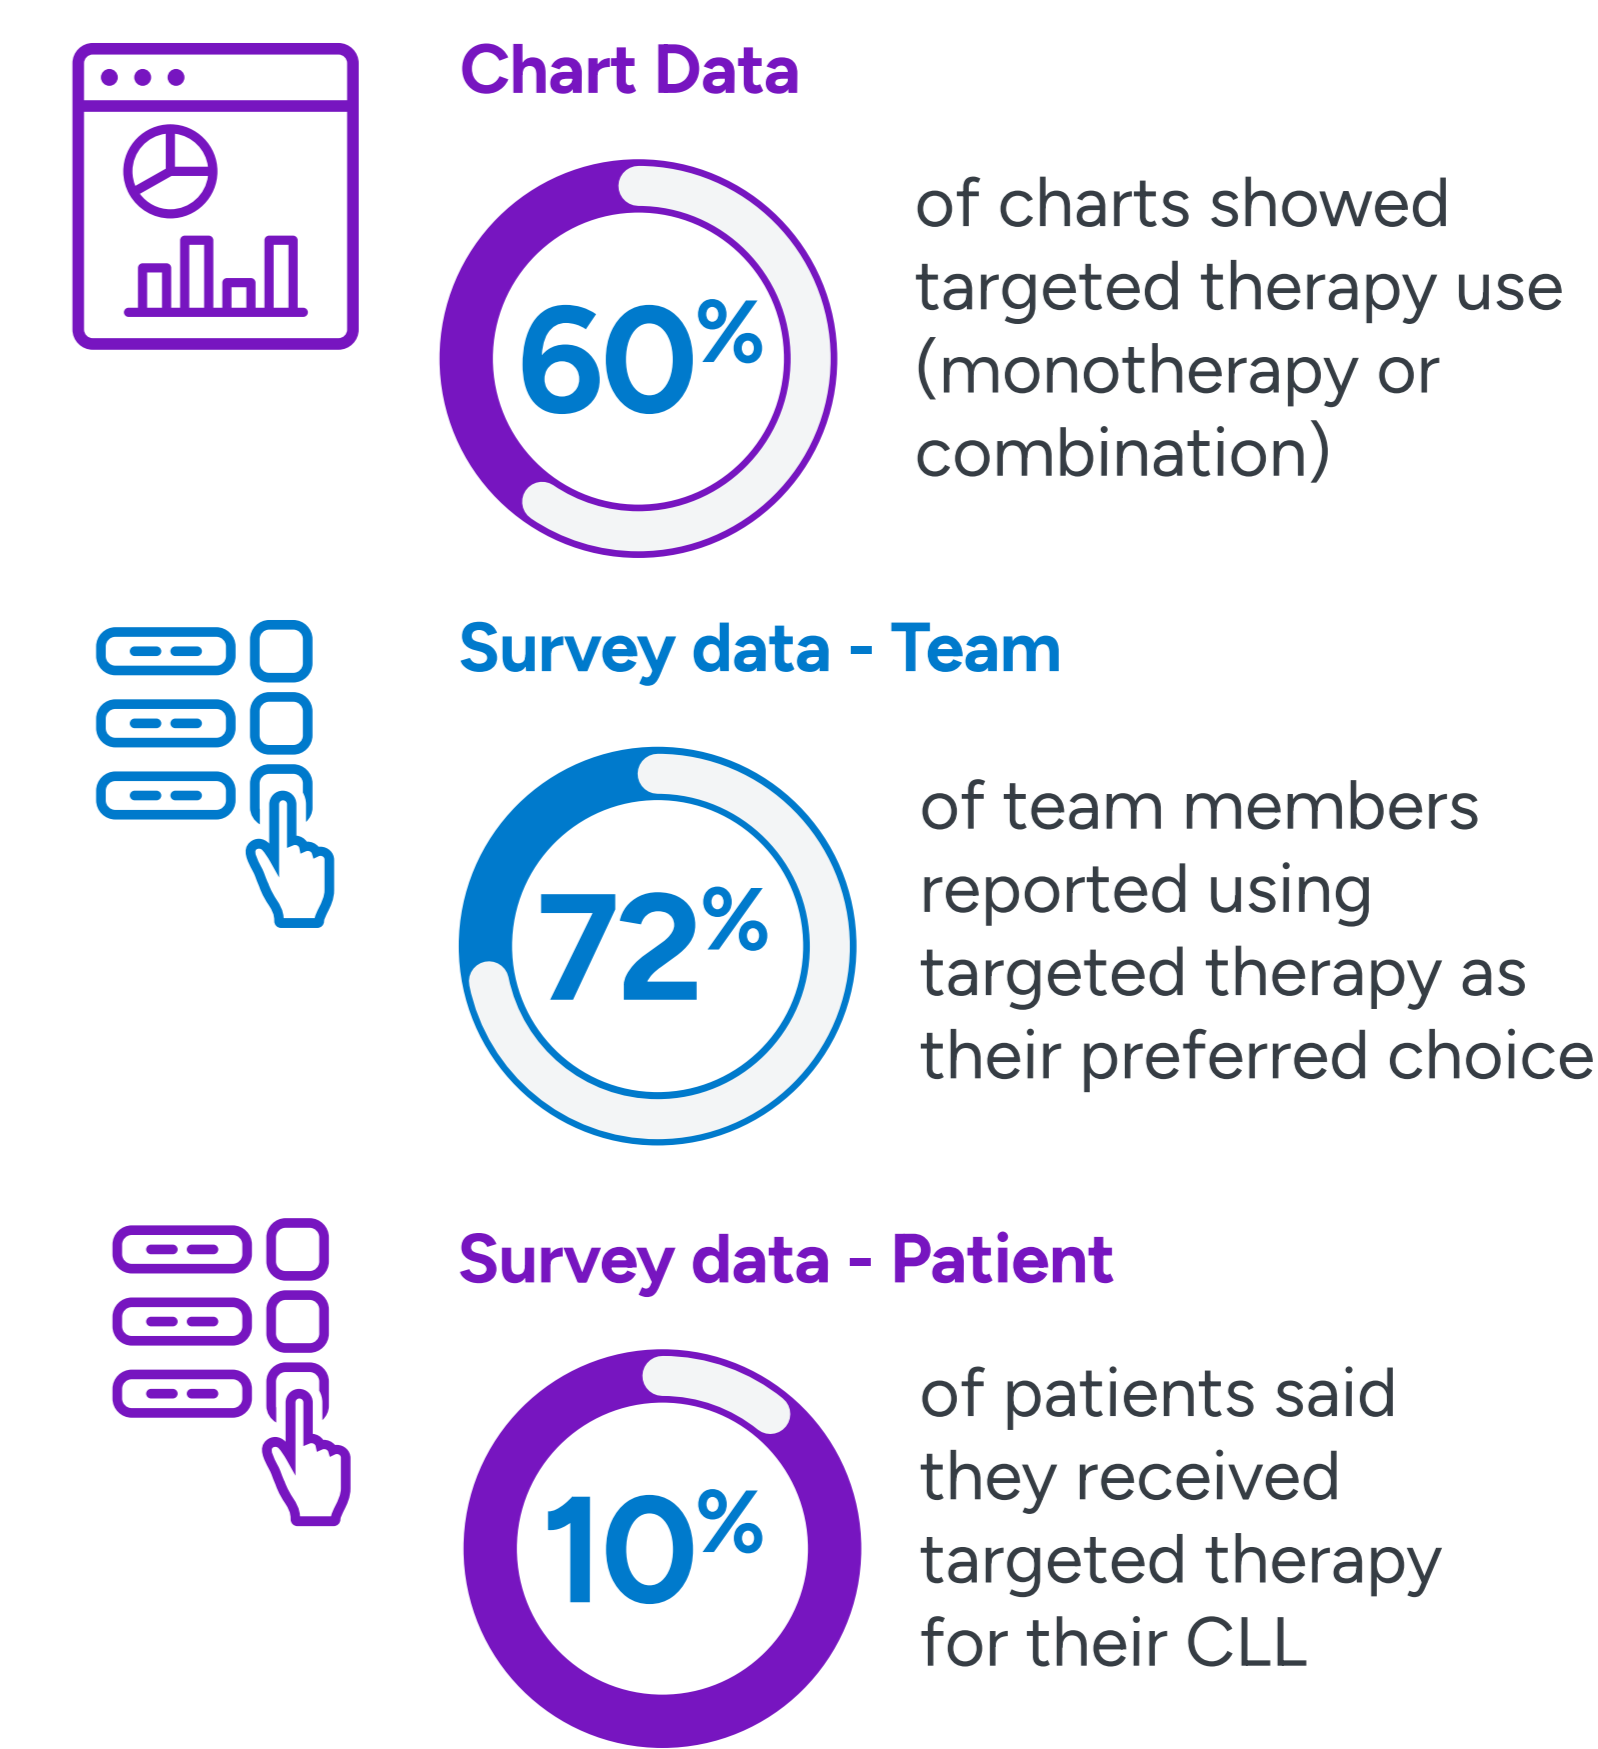 Chart Data
60%
of charts showed
targeted therapy use
(monotherapy or
combination)
Survey data - Team
72%
of team members
reported using
targeted therapy as
their preferred choice
Survey data - Patient
10%
of patients said
they received
targeted therapy
for their CLL